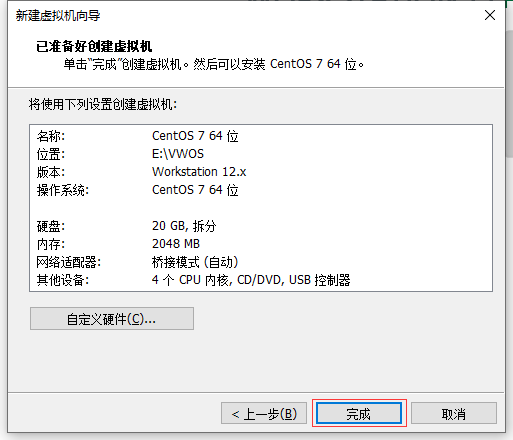 新建虚拟机向导
已准备好创建虚拟机
单击“完成”创建虚拟机。然后可以安装 CentOS 7 64 位。
将使用下列设置创建虚拟机：
名称: CentOS 7 64 位
位置: E:\VWOS
版本: Workstation 12.x
操作系统: CentOS 7 64 位
硬盘: 20 GB, 拆分
内存: 2048 MB
网络适配器: 桥接模式 (自动)
其他设备: 4 个 CPU 内核, CD/DVD, USB 控制器
自定义硬件(C)...
< 上一步(B) 完成 取消